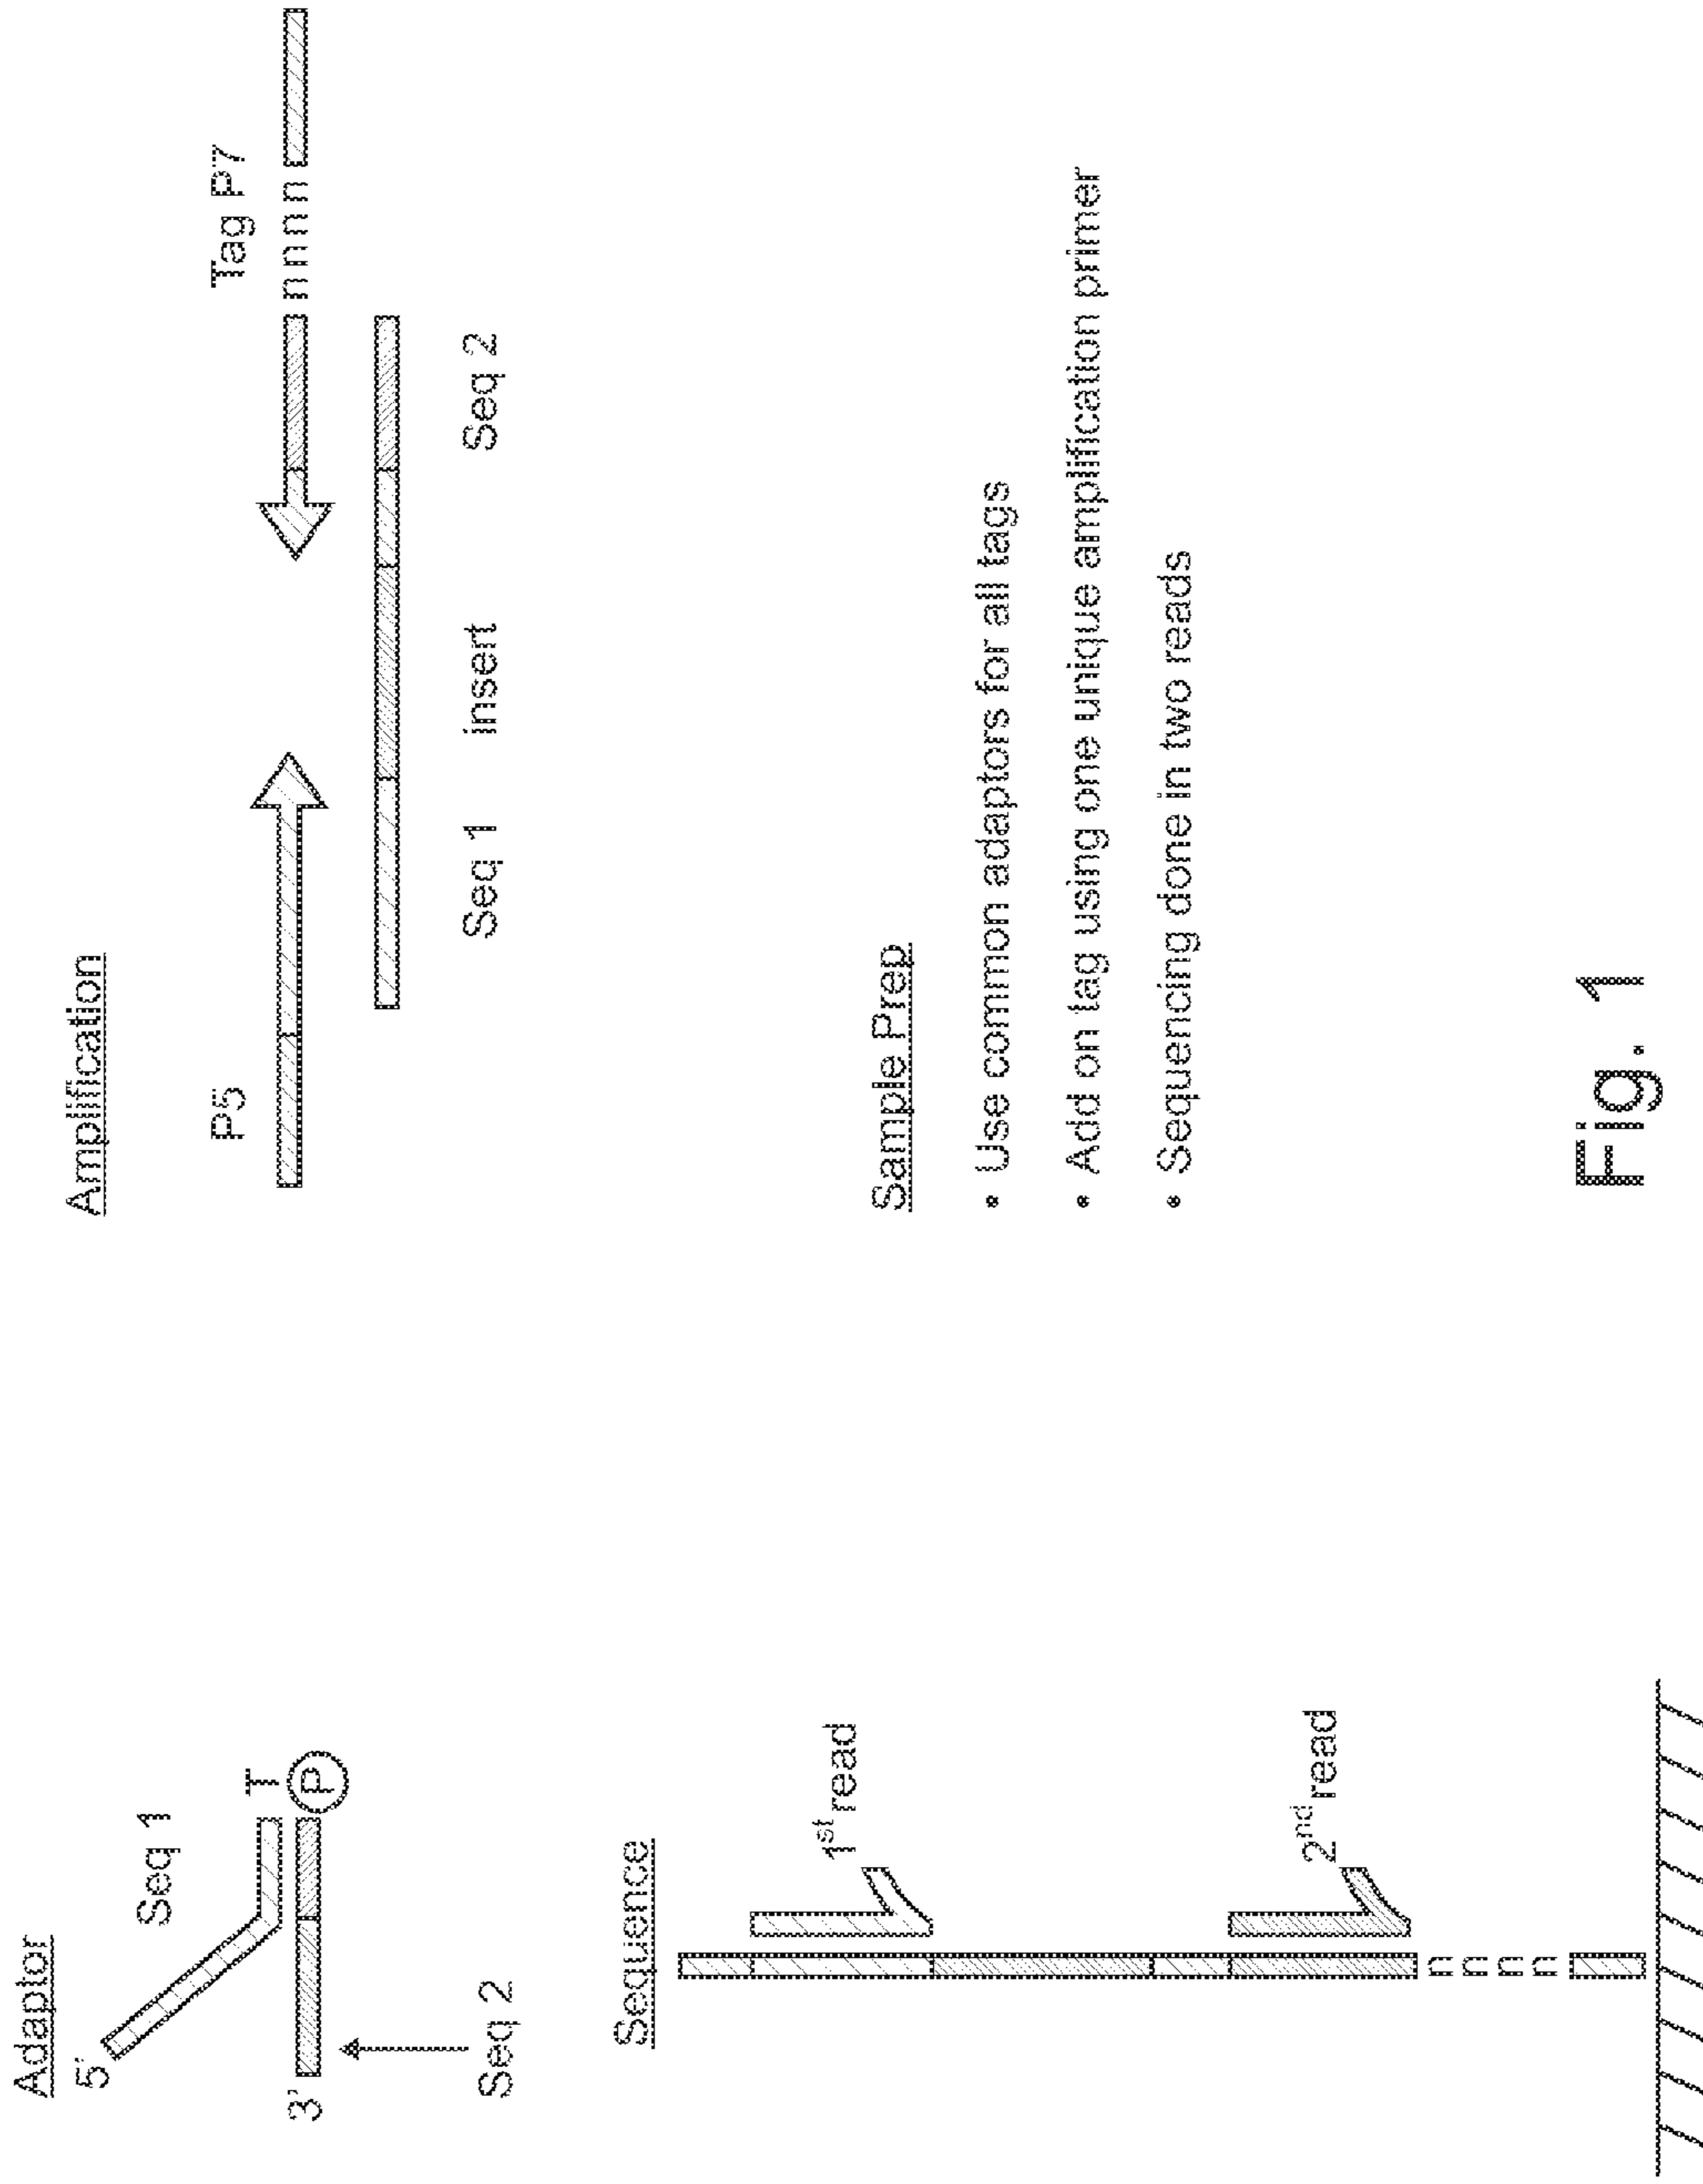 Adaptor
5'
Seq 1
T
P
3'
Seq 2
Amplification
P5
Tag P7
n n n n
Seq 1
insert
Seq 2
Sequence
1st read
2nd read
n
n
n
n
Sample Prep
• Use common adaptors for all tags
• Add on tag using one unique amplification primer
• Sequencing done in two reads
Fig. 1